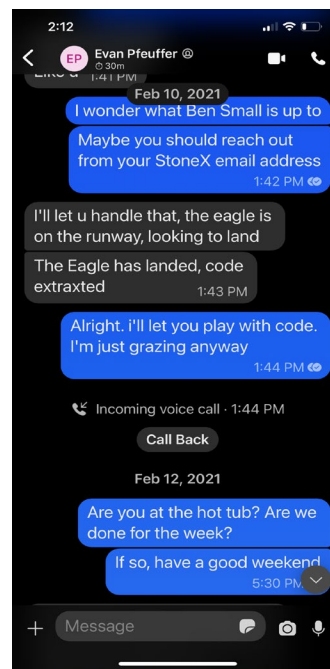 2:12
EP
Evan Pfeuffer
30m
1:41 PM
Feb 10, 2021
I wonder what Ben Small is up to
Maybe you should reach out
from your StoneX email address
1:42 PM
I'll let u handle that, the eagle is
on the runway, looking to land
The Eagle has landed, code
extraxted
1:43 PM
Alright. i'll let you play with code.
I'm just grazing anyway
1:44 PM
Incoming voice call · 1:44 PM
Call Back
Feb 12, 2021
Are you at the hot tub? Are we
done for the week?
If so, have a good weekend
5:30 PM
Message